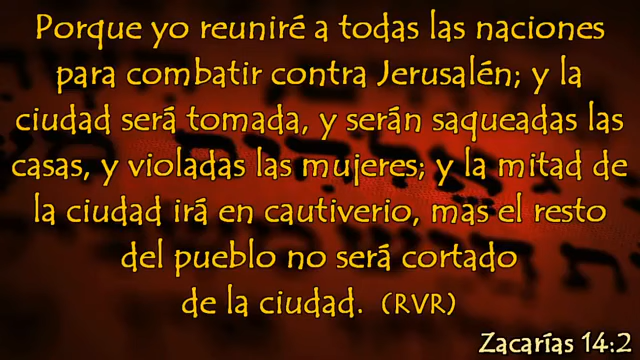 Porque yo reuniré a todas las naciones
para combatir contra Jerusalén; y la
ciudad será tomada, y serán saqueadas las
casas, y violadas las mujeres; y la mitad de
la ciudad irá en cautiverio, mas el resto
del pueblo no será cortado
de la ciudad. (RVR)
Zacarías 14:2